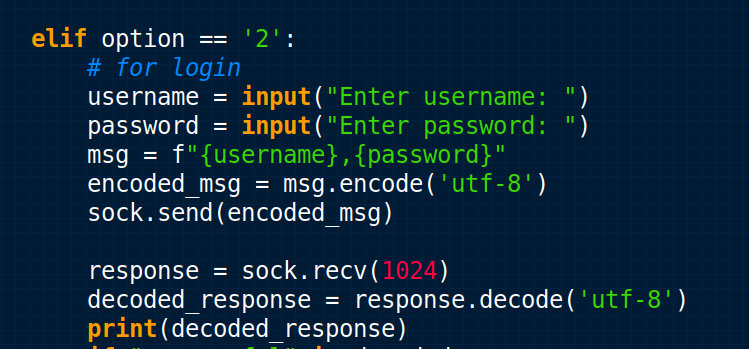 elif option == '2':
    # for login
    username = input("Enter username: ")
    password = input("Enter password: ")
    msg = f"{username},{password}"
    encoded_msg = msg.encode('utf-8')
    sock.send(encoded_msg)

    response = sock.recv(1024)
    decoded_response = response.decode('utf-8')
    print(decoded_response)